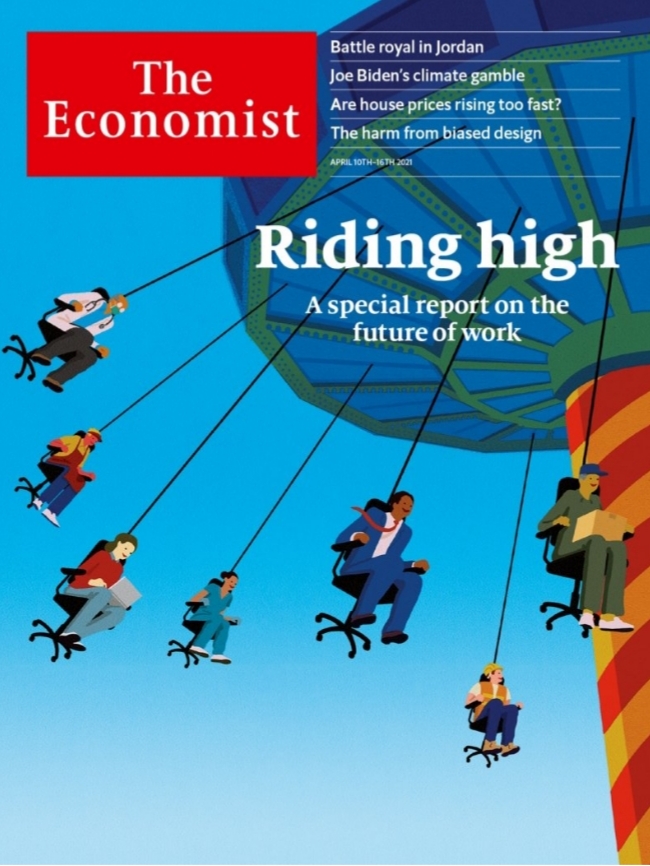 The
Economist
Battle royal in Jordan
Joe Biden's climate gamble
Are house prices rising too fast?
The harm from biased design
APRIL 10TH–16TH 2021
Riding high
A special report on the
future of work